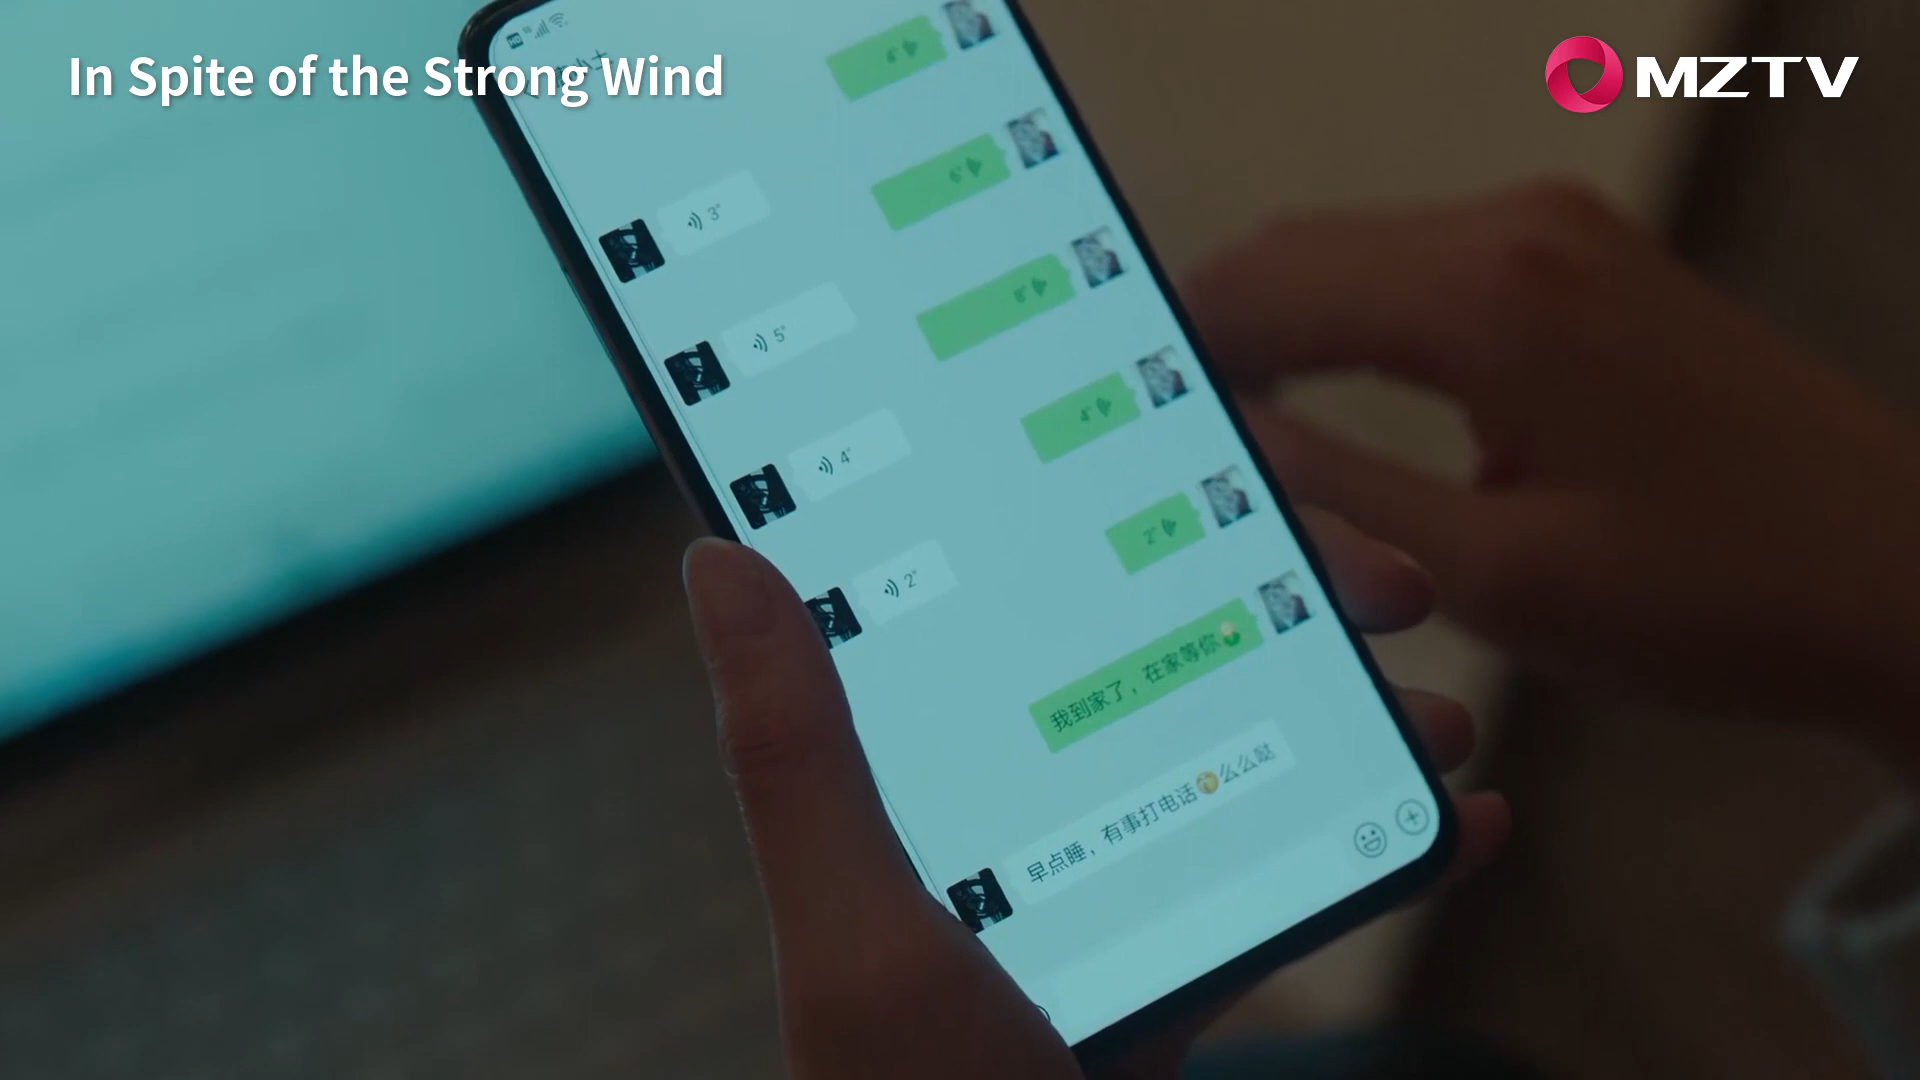 In Spite of the Strong Wind
MZTV
4"
6"
3"
8"
5"
4"
4"
2"
2"
我到家了，在家等你
早点睡，有事打电话么么哒